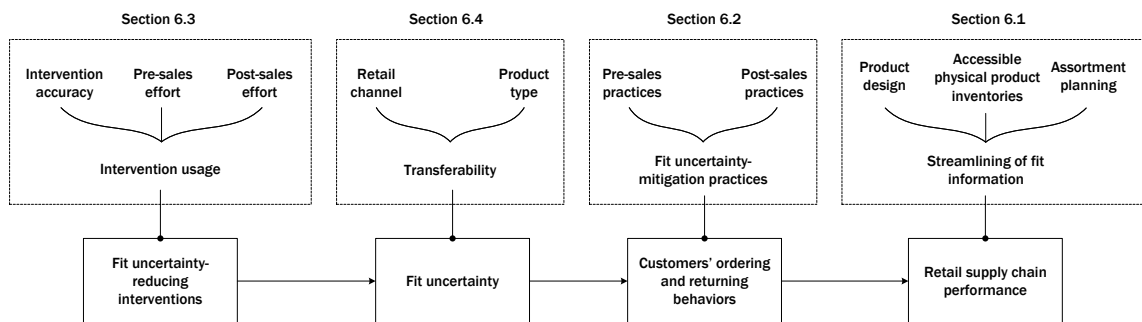 Section 6.3
Intervention
accuracy
Pre-sales
effort
Post-sales
effort
Intervention usage
Fit uncertainty-
reducing
interventions
Section 6.4
Retail
channel
Product
type
Transferability
Fit uncertainty
Section 6.2
Pre-sales
practices
Post-sales
practices
Fit uncertainty-
mitigation practices
Customers’ ordering
and returning
behaviors
Section 6.1
Product
design
Accessible
physical product
inventories
Assortment
planning
Streamlining of fit
information
Retail supply chain
performance